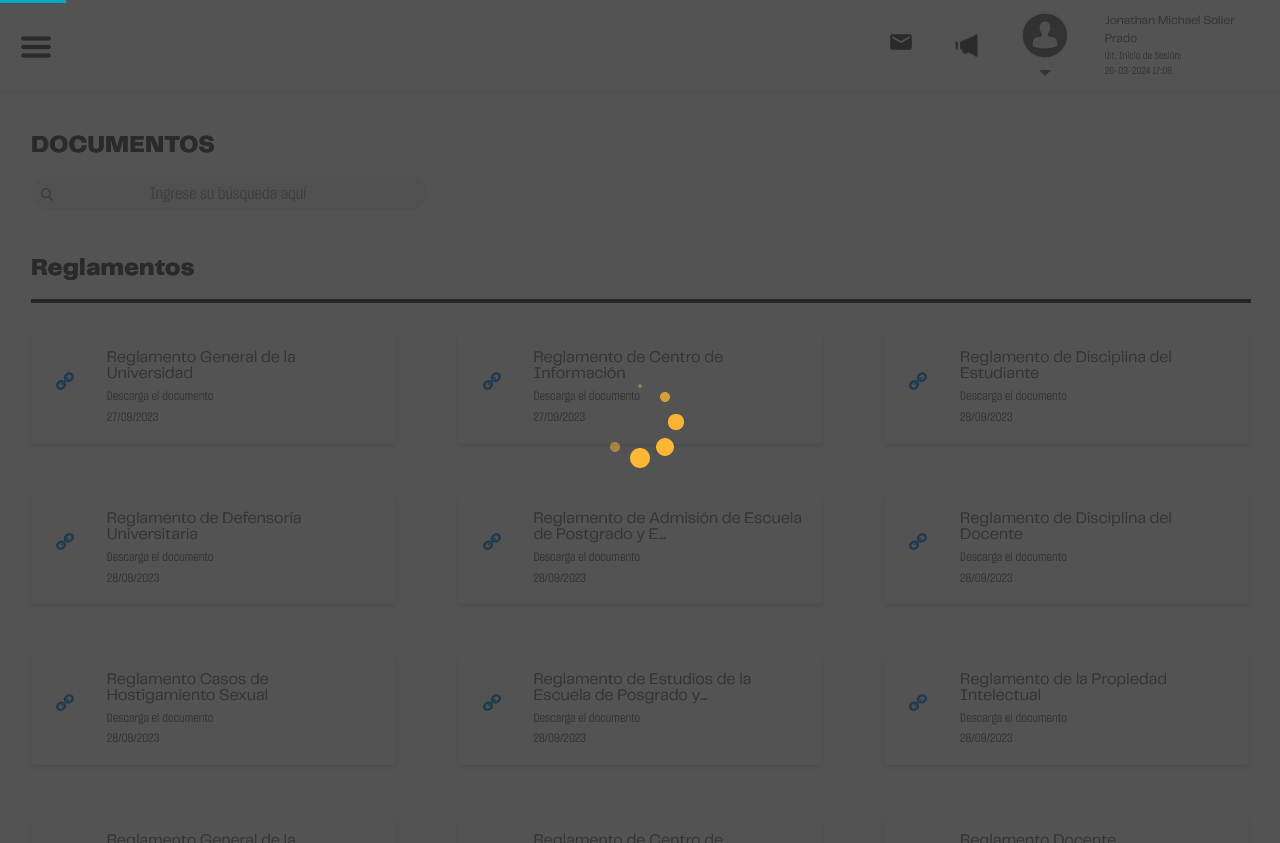 Jonathan Michael Solier
Prado
Últ. Inicio de Sesión:
26-03-2024 17:08
DOCUMENTOS
Ingrese su búsqueda aquí
Reglamentos
Reglamento General de la
Universidad
Descarga el documento
27/09/2023
Reglamento de Centro de
Información
Descarga el documento
27/09/2023
Reglamento de Disciplina del
Estudiante
Descarga el documento
28/09/2023
Reglamento de Defensoría
Universitaria
Descarga el documento
28/09/2023
Reglamento de Admisión de Escuela
de Postgrado y E...
Descarga el documento
28/09/2023
Reglamento de Disciplina del
Docente
Descarga el documento
28/09/2023
Reglamento Casos de
Hostigamiento Sexual
Descarga el documento
28/09/2023
Reglamento de Estudios de la
Escuela de Posgrado y...
Descarga el documento
28/09/2023
Reglamento de la Propiedad
Intelectual
Descarga el documento
28/09/2023
Reglamento General de la
Reglamento de Centro de
Reglamento Docente